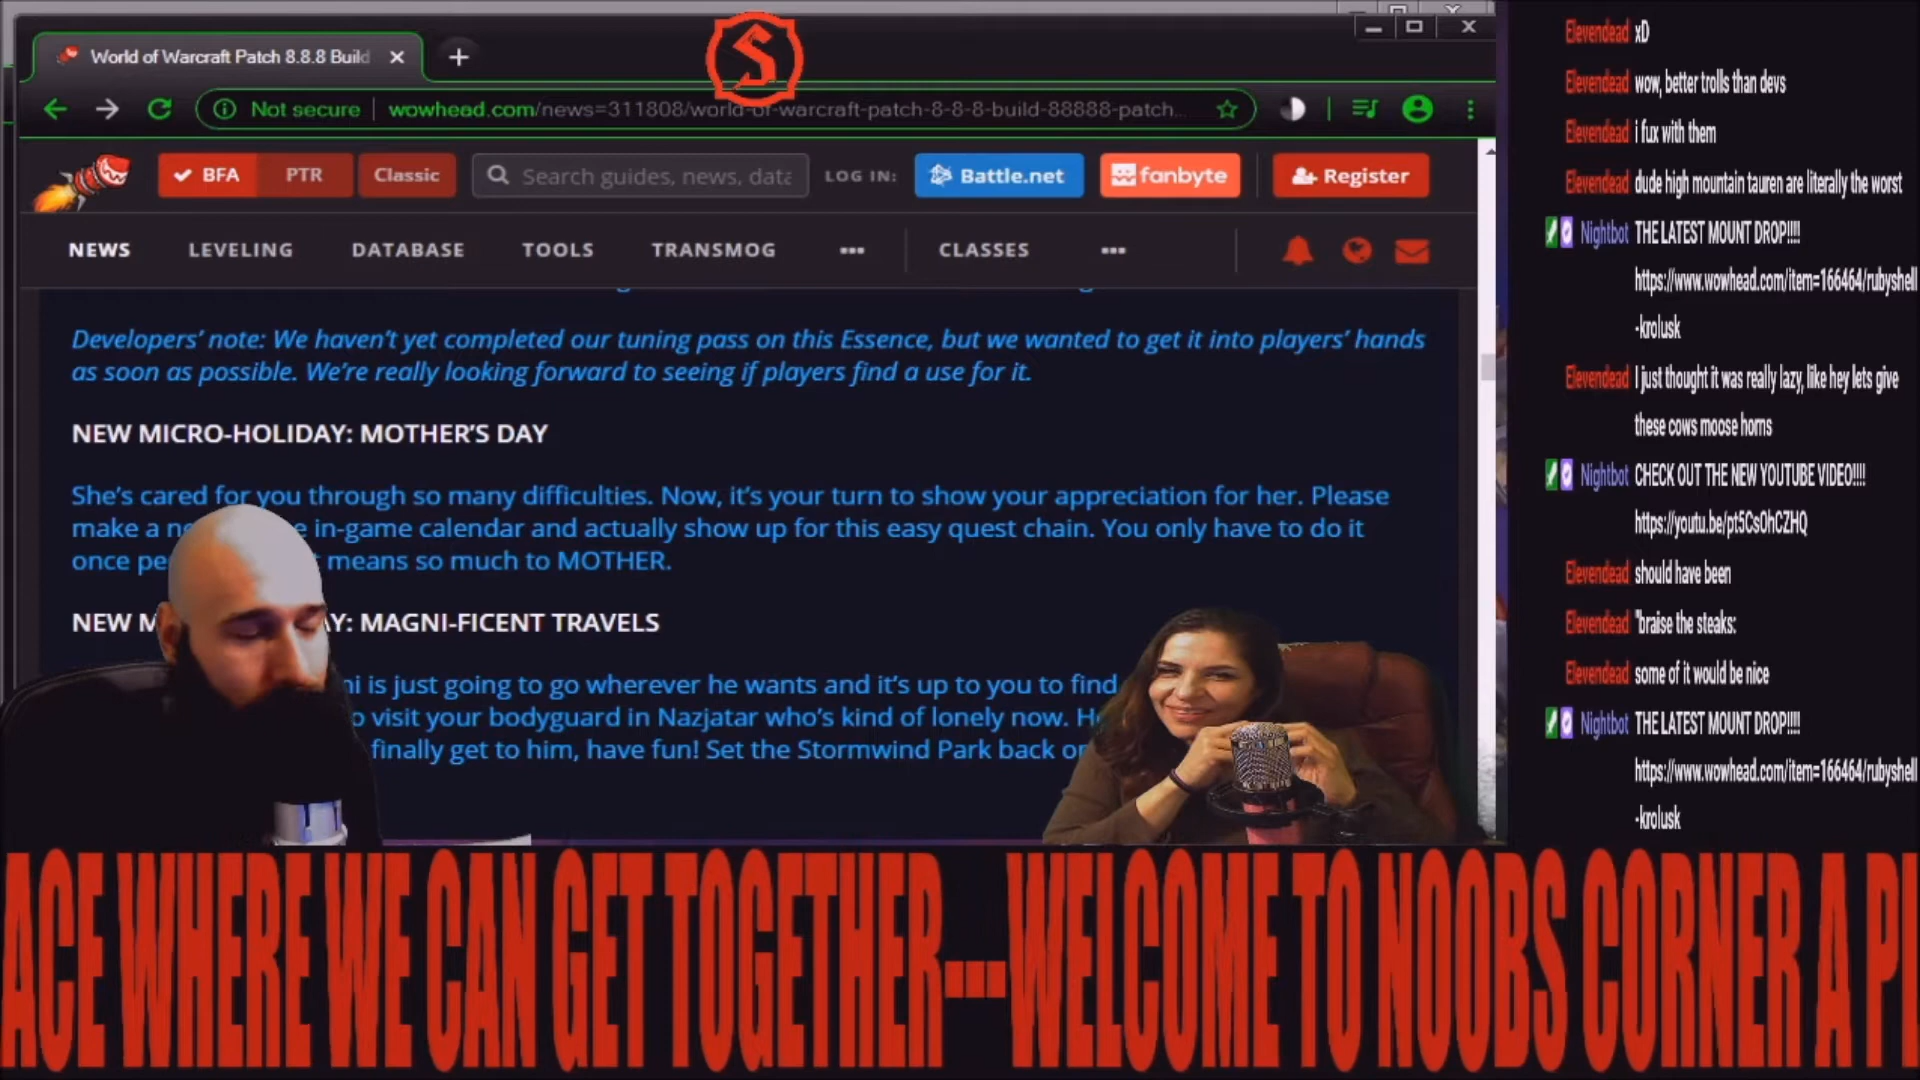 World of Warcraft Patch 8.8.8 Build
Not secure
wowhead.com/news=311808/world-of-warcraft-patch-8-8-8-build-88888-patch...
BFA
PTR
Classic
Search guides, news, data
LOG IN:
Battle.net
fanbyte
Register
NEWS
LEVELING
DATABASE
TOOLS
TRANSMOG
CLASSES
Developers' note: We haven't yet completed our tuning pass on this Essence, but we wanted to get it into players' hands
as soon as possible. We're really looking forward to seeing if players find a use for it.
NEW MICRO-HOLIDAY: MOTHER'S DAY
She's cared for you through so many difficulties. Now, it's your turn to show your appreciation for her. Please
make a in-game calendar and actually show up for this easy quest chain. You only have to do it
once means so much to MOTHER.
NEW MAGNI-FICENT TRAVELS
is just going to go wherever he wants and it's up to you to find
visit your bodyguard in Nazjatar who's kind of lonely now.
finally get to him, have fun! Set the Stormwind Park back
Elevendead xD
Elevendead wow, better trolls than devs
Elevendead i fux with them
Elevendead dude high mountain tauren are literally the worst
Nightbot THE LATEST MOUNT DROP!!!!
https://www.wowhead.com/item=166464/rubyshell
-krolusk
Elevendead I just thought it was really lazy, like hey lets give
these cows moose horns
Nightbot CHECK OUT THE NEW YOUTUBE VIDEO!!!!
https://youtu.be/pt5CsOhCZHQ
Elevendead should have been
Elevendead "braise the steaks:
Elevendead some of it would be nice
Nightbot THE LATEST MOUNT DROP!!!!
https://www.wowhead.com/item=166464/rubyshell
-krolusk
ACE WHERE WE CAN GET TOGETHER---WELCOME TO NOOBS CORNER A PL